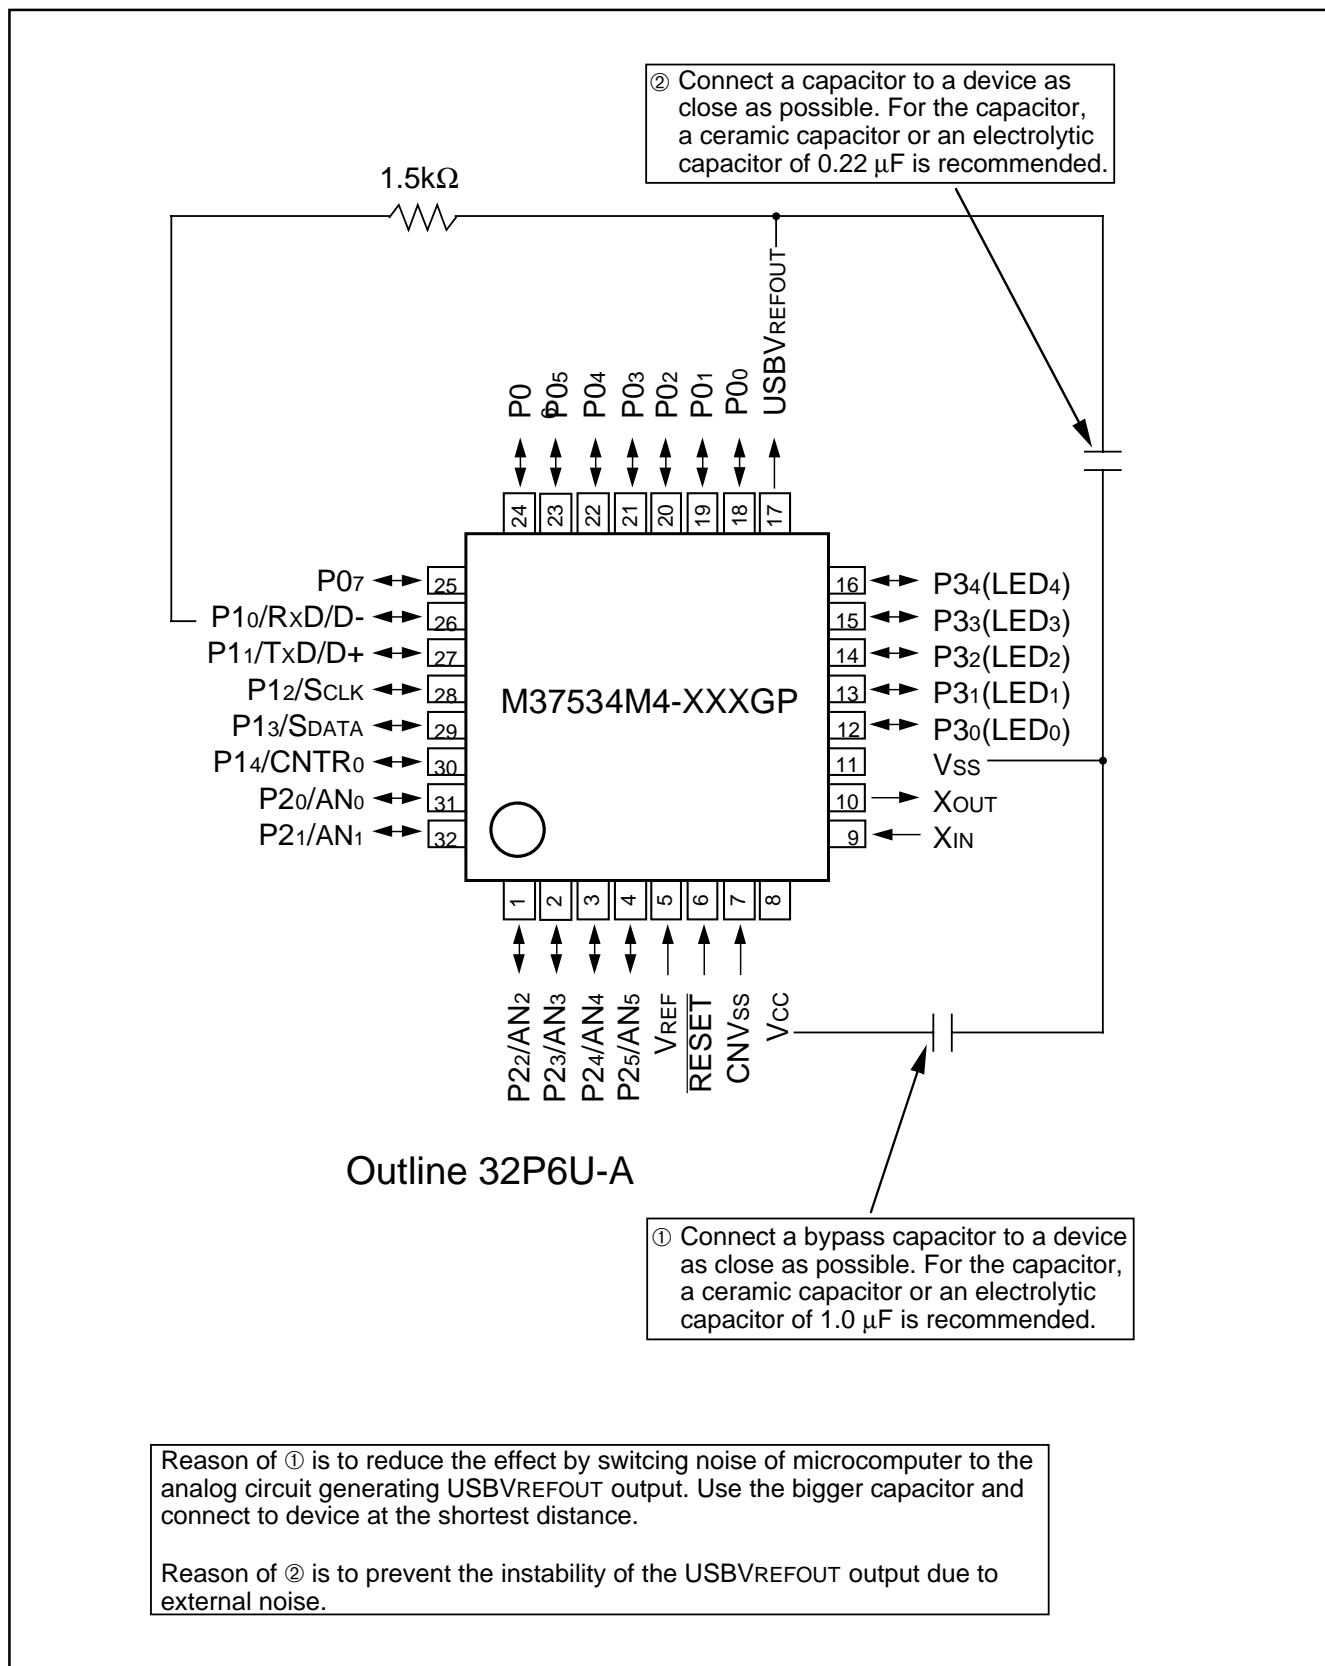 ② Connect a capacitor to a device as
close as possible. For the capacitor,
a ceramic capacitor or an electrolytic
capacitor of 0.22 μF is recommended.
1.5kΩ
USBVREFOUT
P06
P05
P04
P03
P02
P01
P00
24
23
22
21
20
19
18
17
P07
25
P10/RXD/D-
26
P11/TXD/D+
27
P12/SCLK
28
P13/SDATA
29
P14/CNTR0
30
P20/AN0
31
P21/AN1
32
M37534M4-XXXGP
16
P34(LED4)
15
P33(LED3)
14
P32(LED2)
13
P31(LED1)
12
P30(LED0)
11
VSS
10
XOUT
9
XIN
1
2
3
4
5
6
7
8
P22/AN2
P23/AN3
P24/AN4
P25/AN5
VREF
RESET
CNVSS
VCC
Outline 32P6U-A
① Connect a bypass capacitor to a device
as close as possible. For the capacitor,
a ceramic capacitor or an electrolytic
capacitor of 1.0 μF is recommended.
Reason of ① is to reduce the effect by switcing noise of microcomputer to the
analog circuit generating USBVREFOUT output. Use the bigger capacitor and
connect to device at the shortest distance.
Reason of ② is to prevent the instability of the USBVREFOUT output due to
external noise.